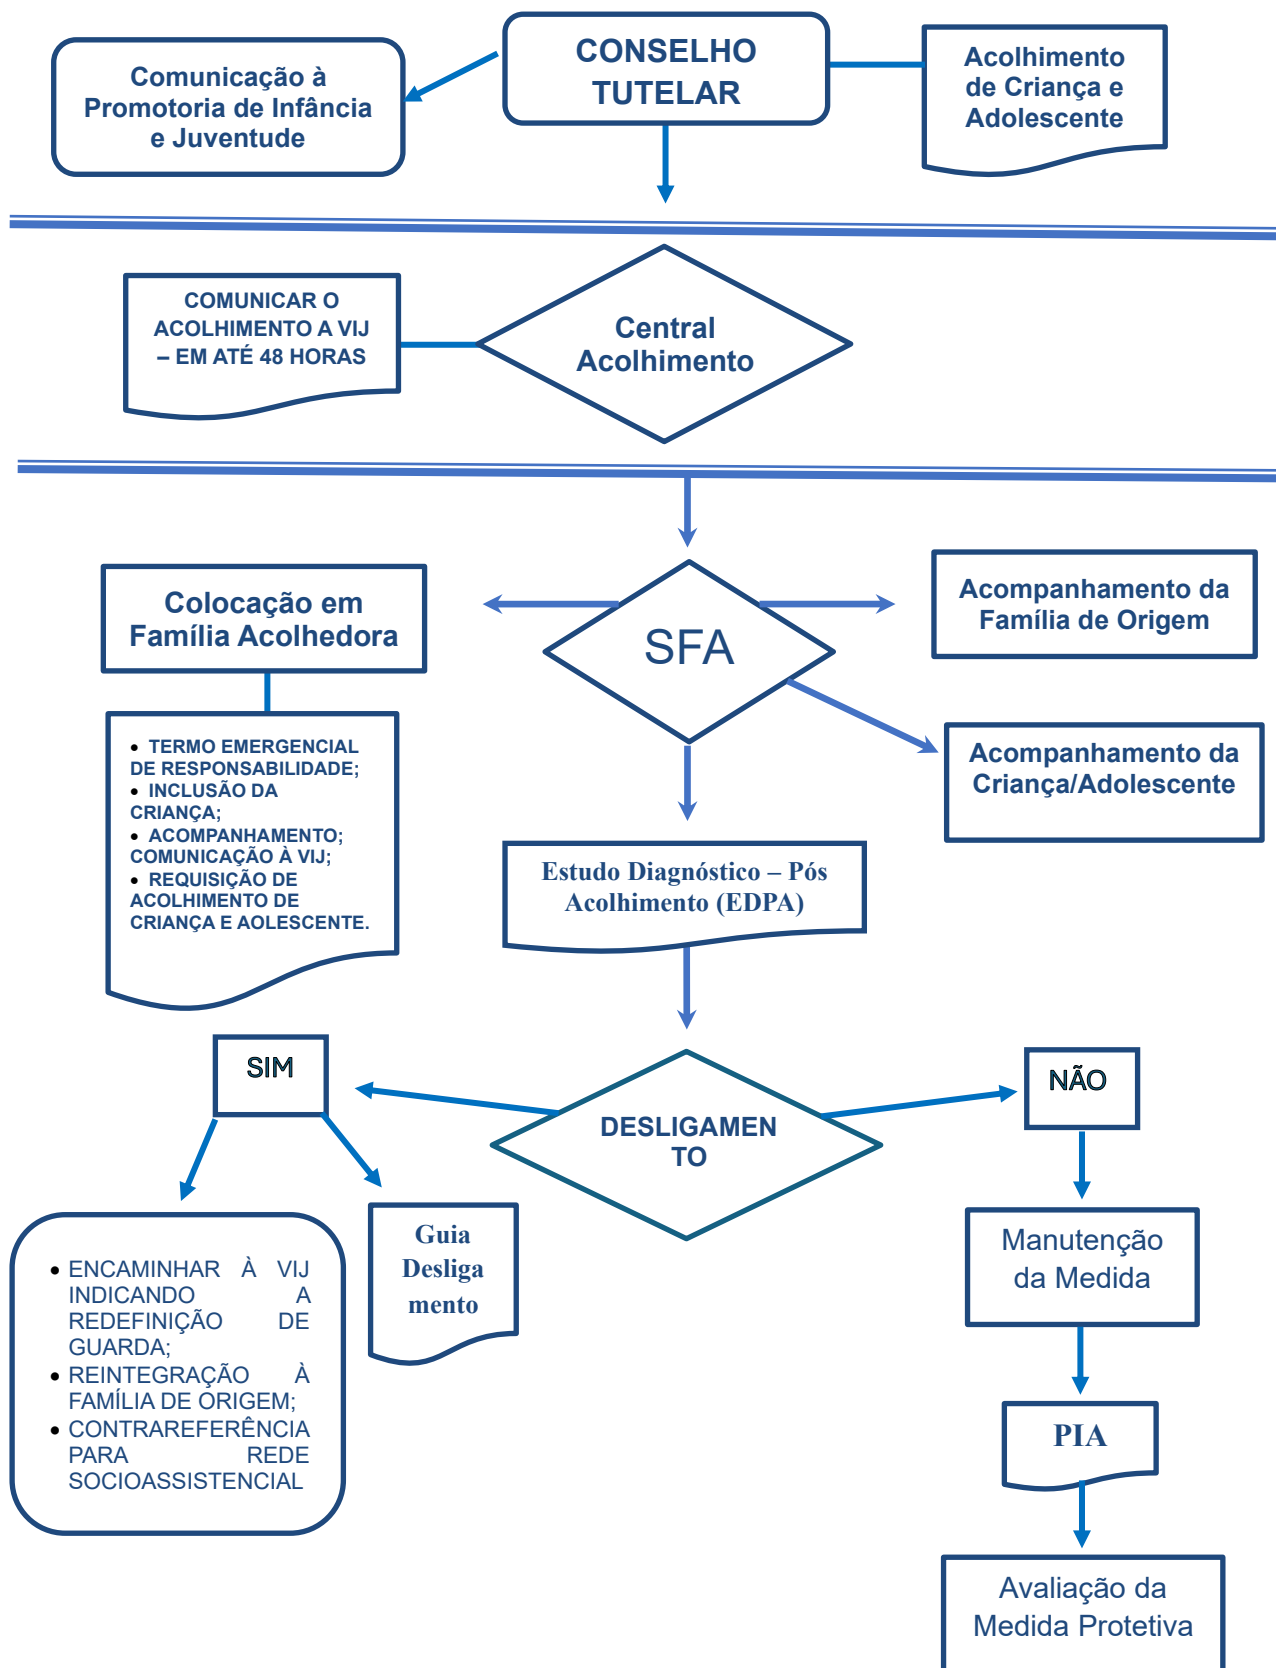 CONSELHO
TUTELAR
Comunicação à
Promotoria de Infância
e Juventude
Acolhimento
de Criança e
Adolescente
COMUNICAR O
ACOLHIMENTO A VIJ
– EM ATÉ 48 HORAS
Central
Acolhimento
Colocação em
Família Acolhedora
SFA
Acompanhamento da
Família de Origem
Acompanhamento da
Criança/Adolescente
• TERMO EMERGENCIAL
DE RESPONSABILIDADE;
• INCLUSÃO DA
CRIANÇA;
• ACOMPANHAMENTO;
COMUNICAÇÃO À VIJ;
• REQUISIÇÃO DE
ACOLHIMENTO DE
CRIANÇA E AOLESCENTE.
Estudo Diagnóstico – Pós
Acolhimento (EDPA)
SIM
DESLIGAMEN
TO
NÃO
• ENCAMINHAR À VIJ
INDICANDO A
REDEFINIÇÃO DE
GUARDA;
• REINTEGRAÇÃO À
FAMÍLIA DE ORIGEM;
• CONTRAREFERÊNCIA
PARA REDE
SOCIOASSISTENCIAL
Guia
Desliga
mento
Manutenção
da Medida
PIA
Avaliação da
Medida Protetiva